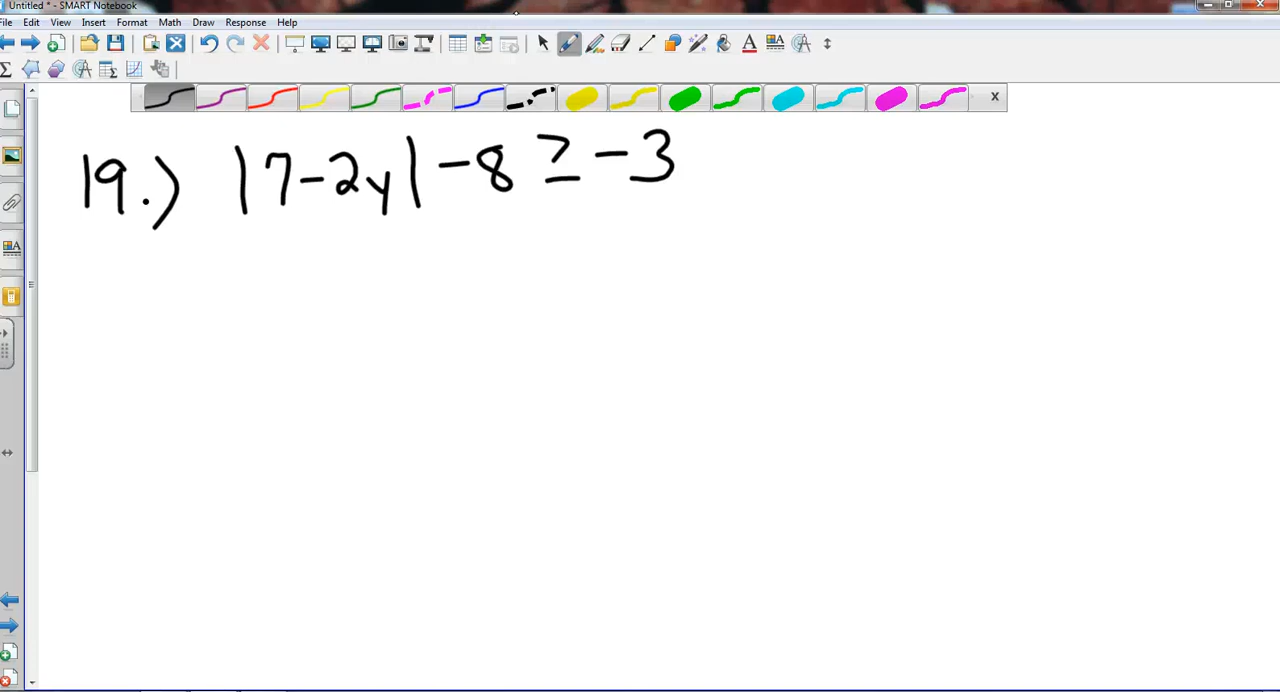 Untitled * - SMART Notebook
File Edit View Insert Format Math Draw Response Help
x
19.) |7-2y| -8 ≥ -3